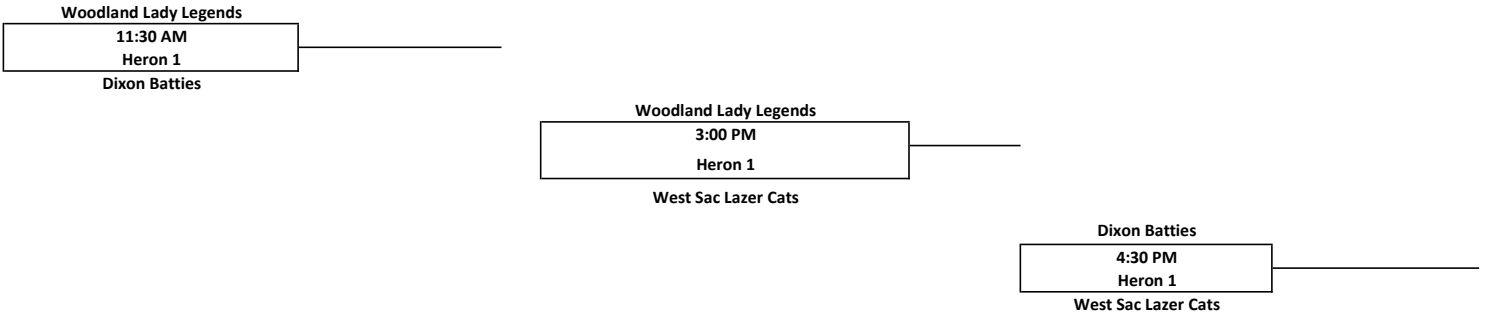 Woodland Lady Legends
11:30 AM
Heron 1
Dixon Batties
Woodland Lady Legends
3:00 PM
Heron 1
West Sac Lazer Cats
Dixon Batties
4:30 PM
Heron 1
West Sac Lazer Cats